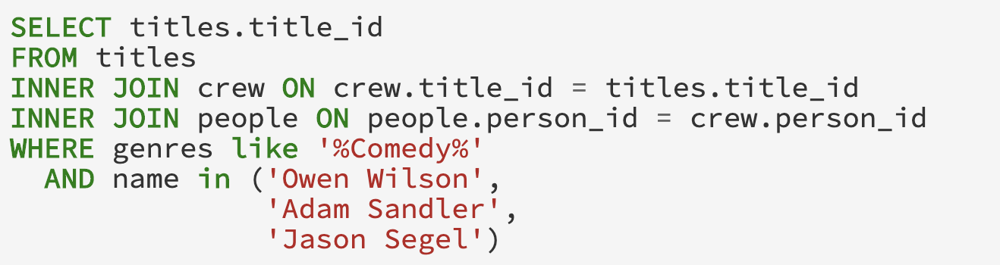 SELECT titles.title_id
FROM titles
INNER JOIN crew ON crew.title_id = titles.title_id
INNER JOIN people ON people.person_id = crew.person_id
WHERE genres like '%Comedy%'
  AND name in ('Owen Wilson',
               'Adam Sandler',
               'Jason Segel')